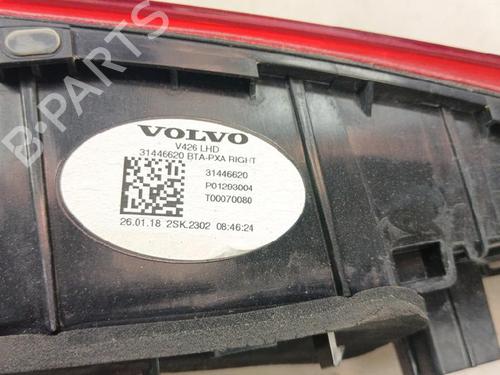 B-PARTS
VOLVO
V426 LHD
31446620 BTA-PXA RIGHT
31446620
P01293004
T00070080
26.01.18 2SK.2302 08:46:24